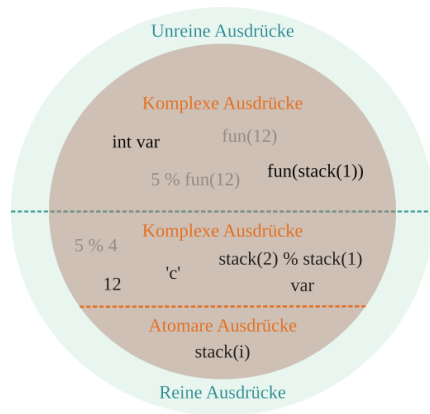 Unreine Ausdrücke
Komplexe Ausdrücke
int var
fun(12)
5 % fun(12)
fun(stack(1))
Komplexe Ausdrücke
5 % 4
12
'c'
stack(2) % stack(1)
var
Atomare Ausdrücke
stack(i)
Reine Ausdrücke